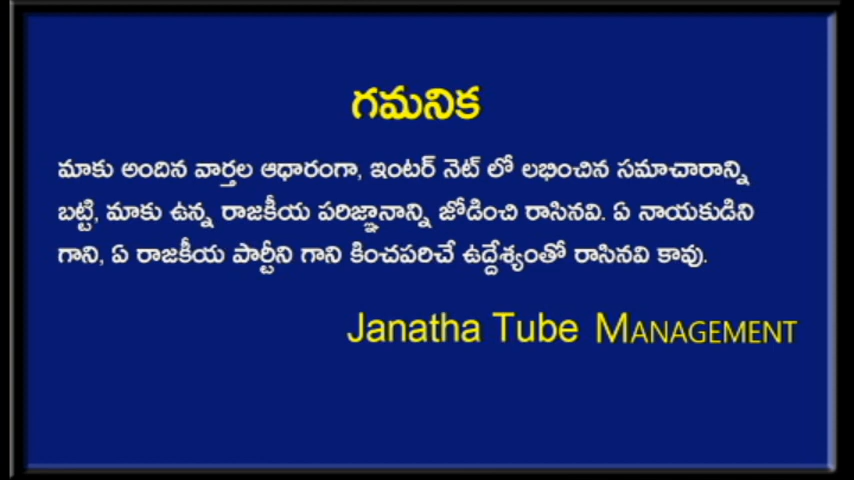 గమనిక
మాకు అందిన వార్తల ఆధారంగా, ఇంటర్ నెట్ లో లభించిన సమాచారాన్ని
బట్టి, మాకు ఉన్న రాజకీయ పరిజ్ఞానాన్ని జోడించి రాసినవి. ఏ నాయకుడిని
గాని, ఏ రాజకీయ పార్టీని గాని కించపరిచే ఉద్దేశ్యంతో రాసినవి కావు.
Janatha Tube MANAGEMENT